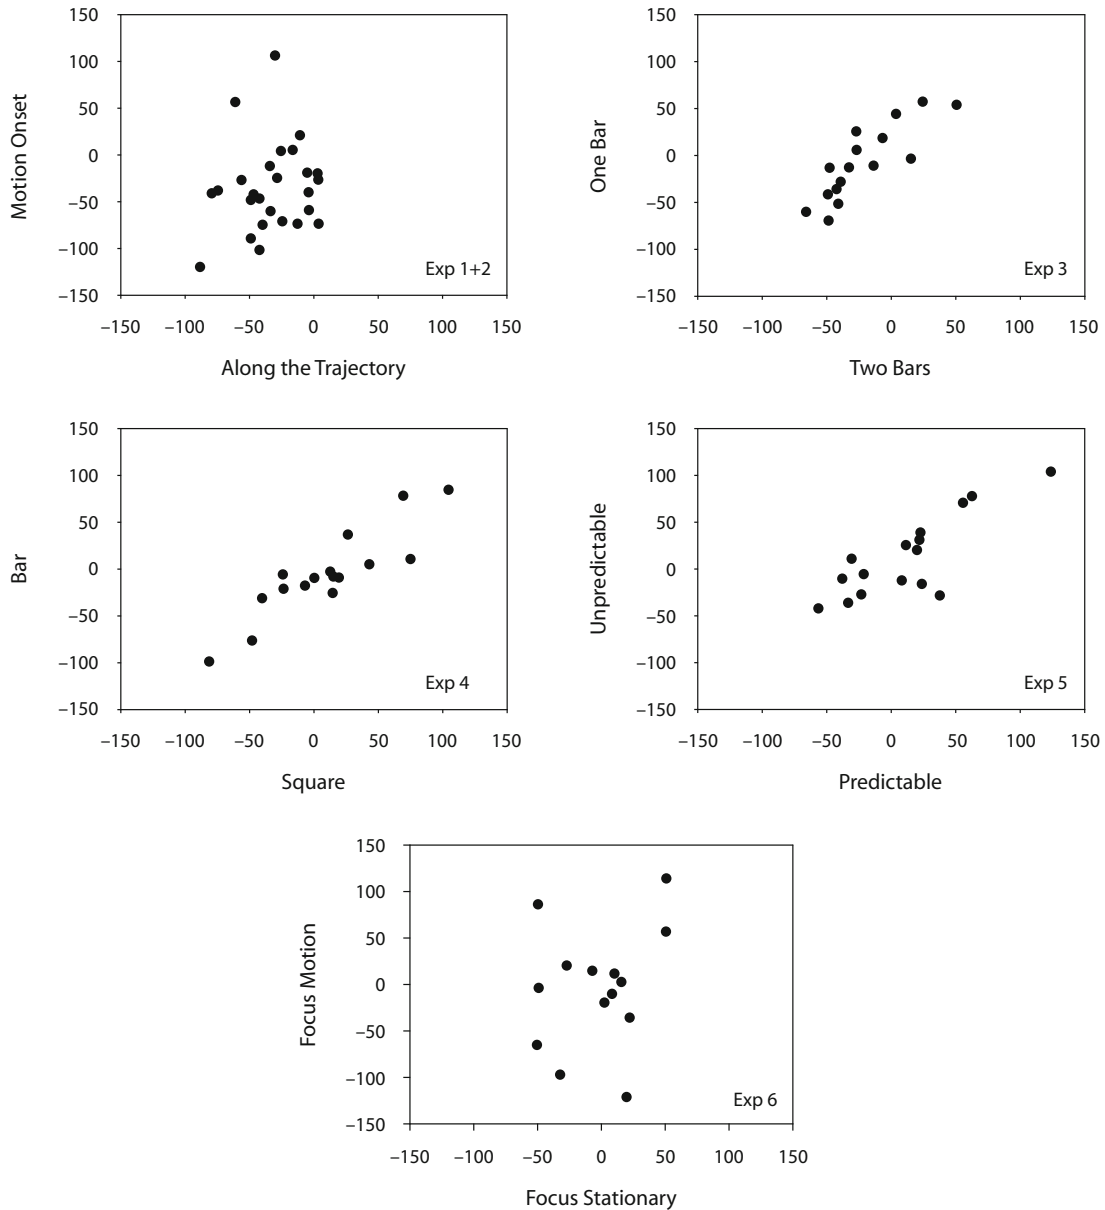 150
100
50
0
–50
–100
–150
Motion Onset
Exp 1+2
–150 –100 –50 0 50 100 150
Along the Trajectory
150
100
50
0
–50
–100
–150
One Bar
Exp 3
–150 –100 –50 0 50 100 150
Two Bars
150
100
50
0
–50
–100
–150
Bar
Exp 4
–150 –100 –50 0 50 100 150
Square
150
100
50
0
–50
–100
–150
Unpredictable
Exp 5
–150 –100 –50 0 50 100 150
Predictable
150
100
50
0
–50
–100
–150
Focus Motion
Exp 6
–150 –100 –50 0 50 100 150
Focus Stationary